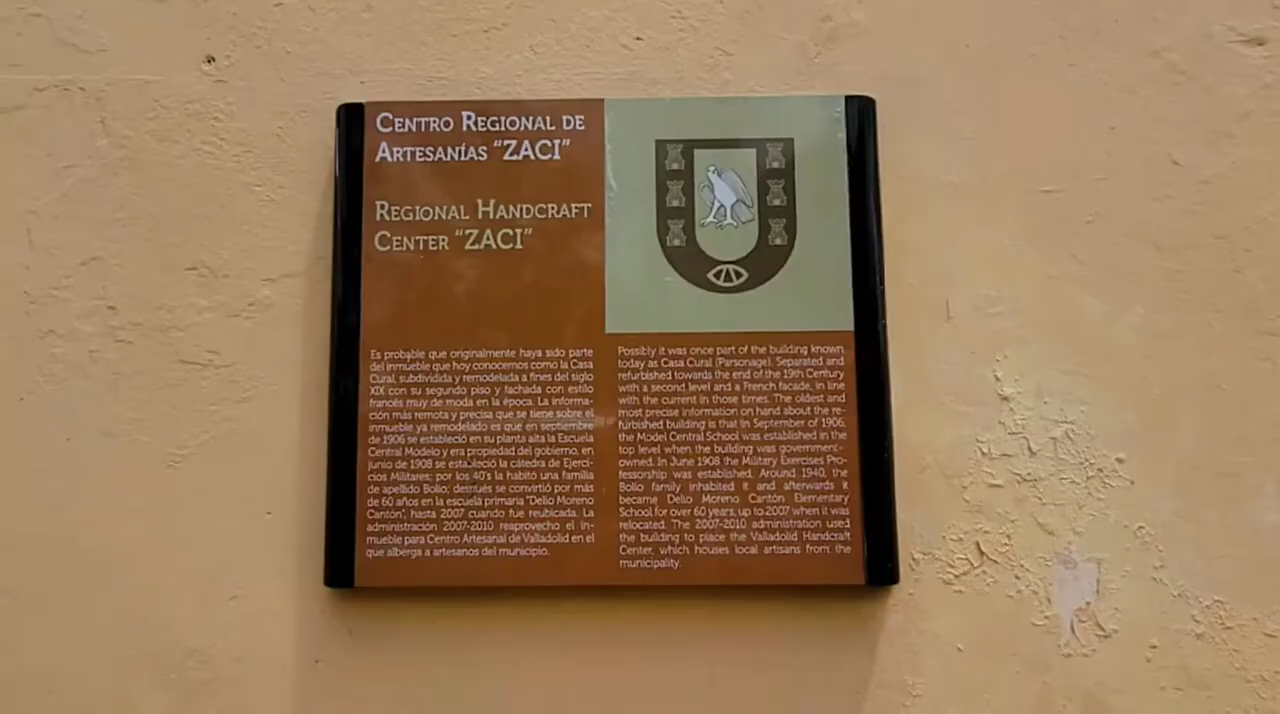 CENTRO REGIONAL DE
ARTESANÍAS “ZACI”
REGIONAL HANDCRAFT
CENTER “ZACI”
Es probable que originalmente haya sido parte
del inmueble que hoy conocemos como la Casa
Cural, subdividida y remodelada a fines del siglo
XIX con su segundo piso y fachada con estilo
francés muy de moda en la época. La informa-
ción más remota y precisa que se tiene sobre el
inmueble ya remodelado es que en septiembre
de 1906 se estableció en su planta alta la Escuela
Central Modelo y era propiedad del gobierno, en
junio de 1908 se estableció la cátedra de Ejerci-
cios Militares; por los 40's la habitó una familia
de apellido Bolio; después se convirtió por más
de 60 años en la escuela primaria "Delio Moreno
Cantón", hasta 2007 cuando fue reubicada. La
administración 2007-2010 reaprovecho el in-
mueble para Centro Artesanal de Valladolid en el
que alberga a artesanos del municipio.
Possibly it was once part of the building known
today as Casa Cural (Parsonage). Separated and
refurbished towards the end of the 19th Century
with a second level and a French facade, in line
with the current in those times. The oldest and
most precise information on hand about the re-
furbished building is that in September of 1906,
the Model Central School was established in the
top level when the building was government-
owned. In June 1908 the Military Exercises Pro-
fessorship was established. Around 1940, the
Bolio family inhabited it and afterwards it
became Delio Moreno Cantón Elementary
School for over 60 years, up to 2007 when it was
relocated. The 2007-2010 administration used
the building to place the Valladolid Handcraft
Center, which houses local artisans from the
municipality.